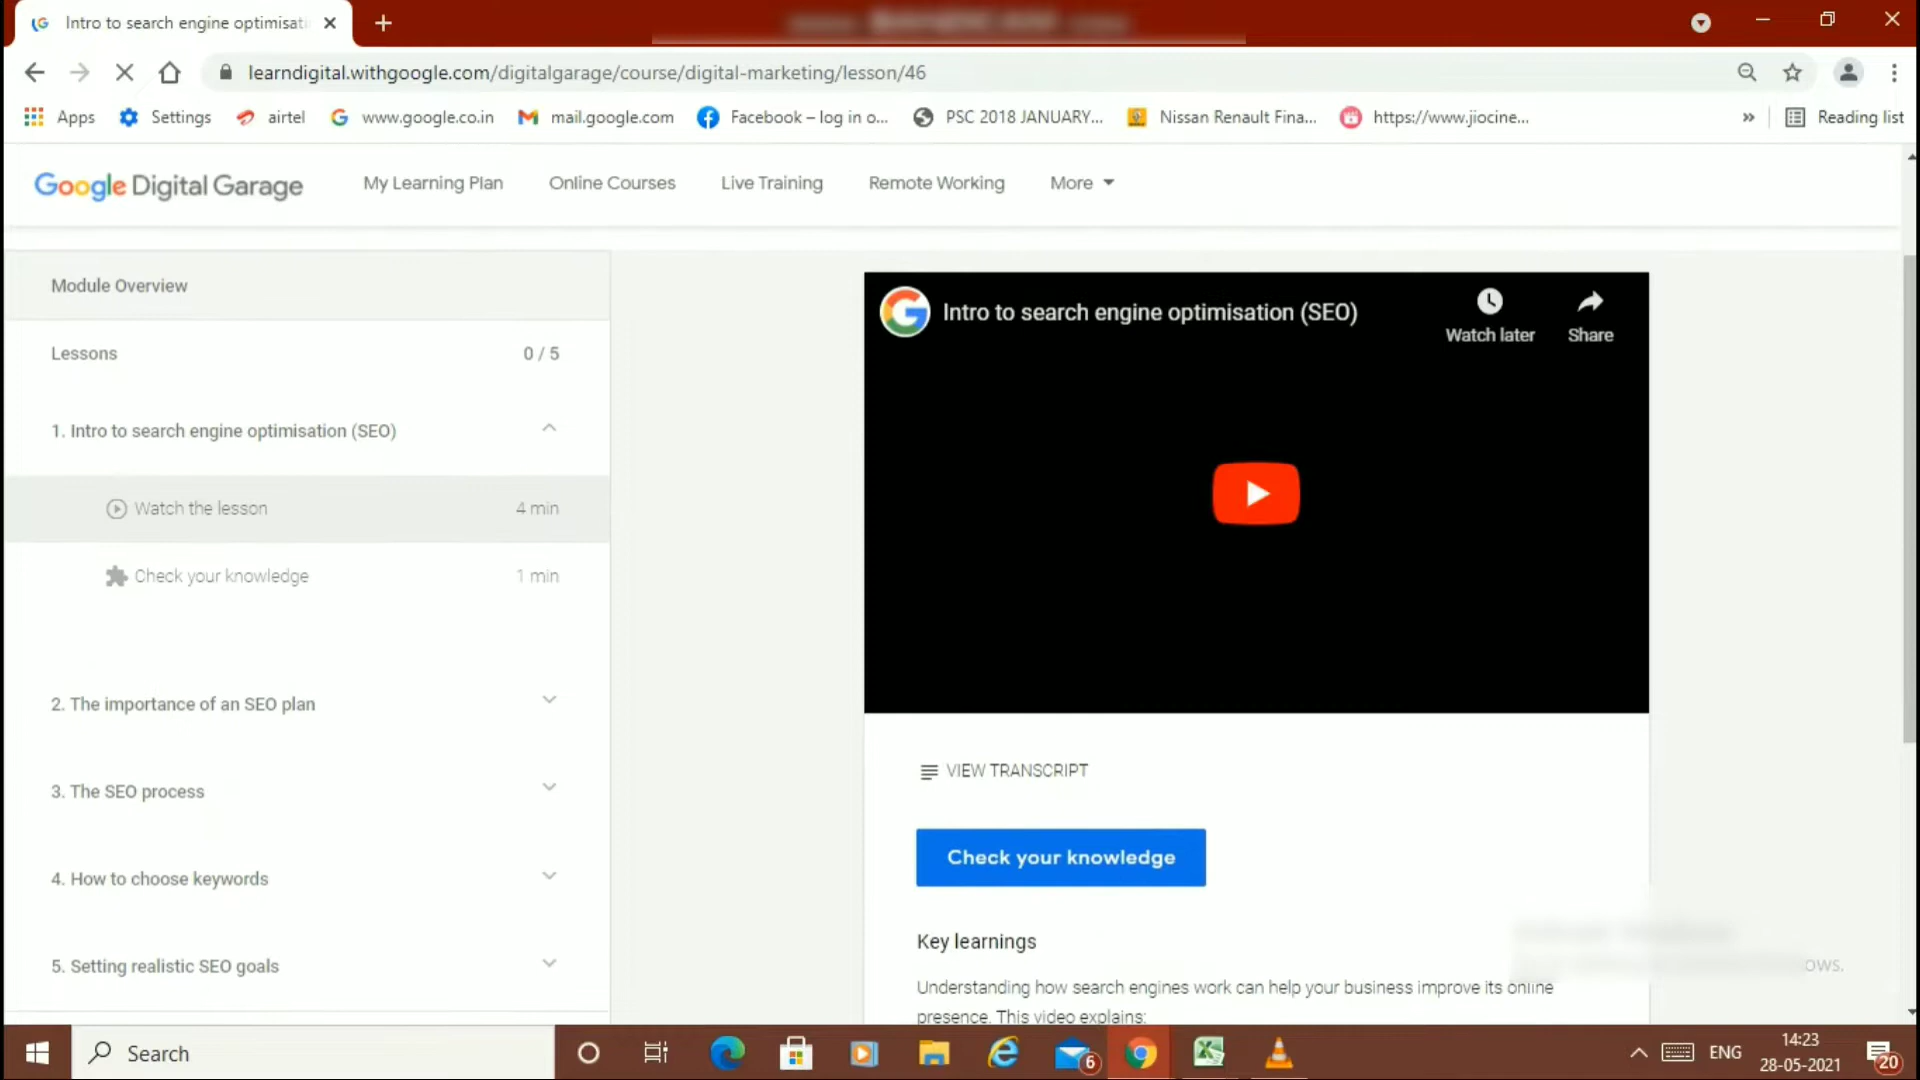 Intro to search engine optimisati
learndigital.withgoogle.com/digitalgarage/course/digital-marketing/lesson/46
Apps Settings airtel www.google.co.in mail.google.com Facebook – log in o... PSC 2018 JANUARY... Nissan Renault Fina... https://www.jiocine... » Reading list
Google Digital Garage My Learning Plan Online Courses Live Training Remote Working More
Module Overview
Lessons 0 / 5
1. Intro to search engine optimisation (SEO)
Watch the lesson 4 min
Check your knowledge 1 min
2. The importance of an SEO plan
3. The SEO process
4. How to choose keywords
5. Setting realistic SEO goals
Intro to search engine optimisation (SEO)
Watch later Share
VIEW TRANSCRIPT
Check your knowledge
Key learnings
Understanding how search engines work can help your business improve its online
presence. This video explains:
ows.
Search
6
ENG
14:23
28-05-2021
20